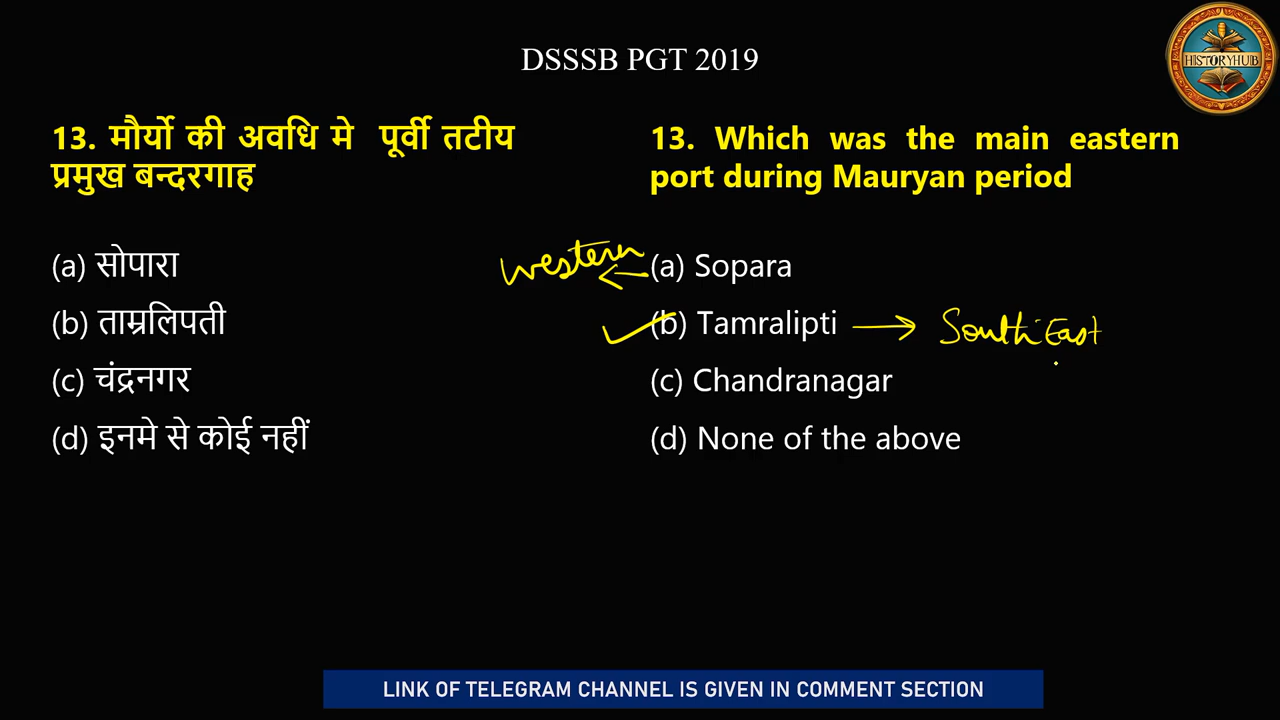 DSSSB PGT 2019
HISTORYHUB
13. मौर्यो की अवधि मे पूर्वी तटीय
प्रमुख बन्दरगाह
(a) सोपारा
(b) ताम्रलिपती
(c) चंद्रनगर
(d) इनमे से कोई नहीं
13. Which was the main eastern
port during Mauryan period
western (a) Sopara
(b) Tamralipti → South East
(c) Chandranagar
(d) None of the above
LINK OF TELEGRAM CHANNEL IS GIVEN IN COMMENT SECTION